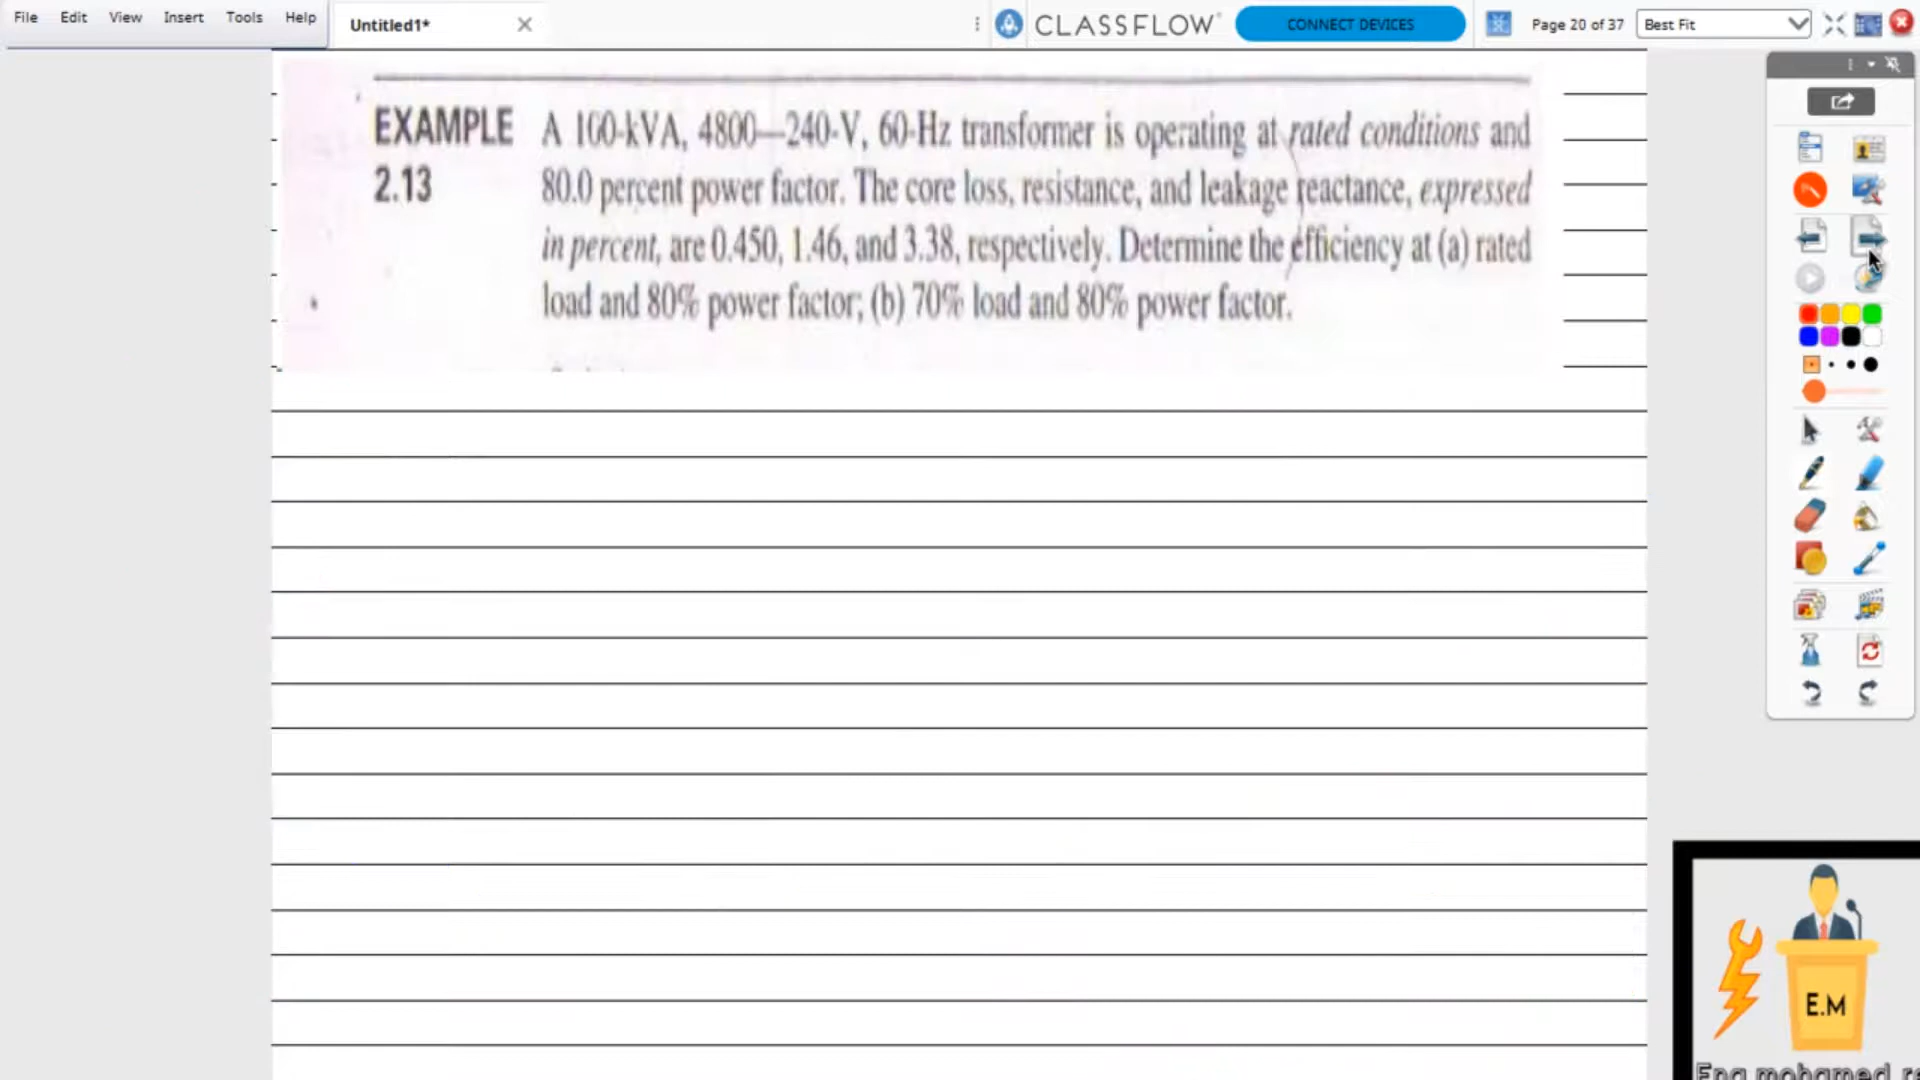 File Edit View Insert Tools Help
Untitled1*
CLASSFLOW
CONNECT DEVICES
Page 20 of 37
Best Fit
EXAMPLE 2.13
A 100-kVA, 4800—240-V, 60-Hz transformer is operating at rated conditions and
80.0 percent power factor. The core loss, resistance, and leakage reactance, expressed
in percent, are 0.450, 1.46, and 3.38, respectively. Determine the efficiency at (a) rated
load and 80% power factor; (b) 70% load and 80% power factor.
E.M
Eng mohamed